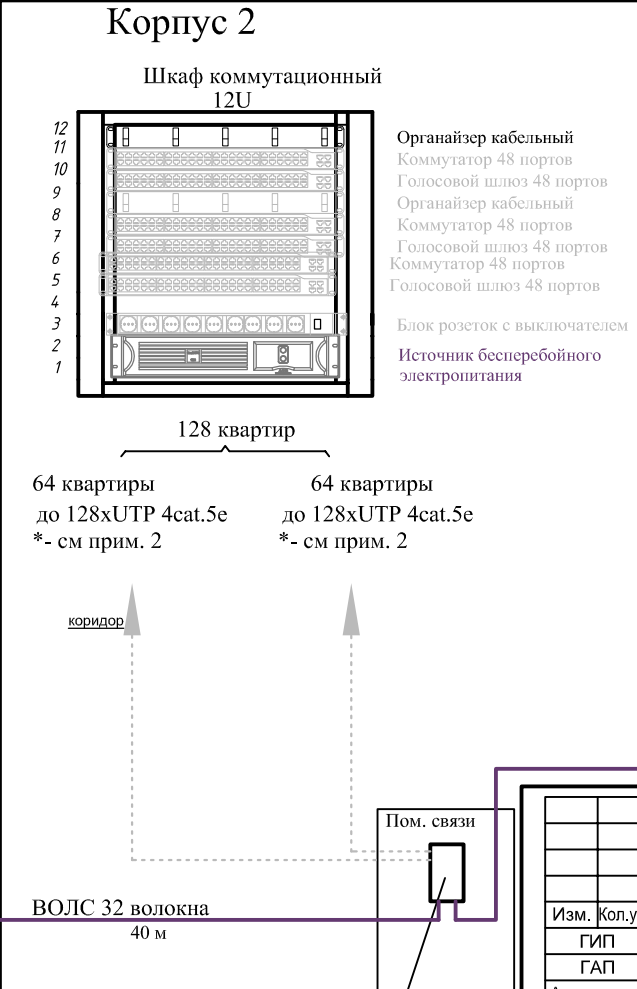 Корпус 2
Шкаф коммутационный
12U
12
11
10
9
8
7
6
5
4
3
2
1
Органайзер кабельный
Коммутатор 48 портов
Голосовой шлюз 48 портов
Органайзер кабельный
Коммутатор 48 портов
Голосовой шлюз 48 портов
Коммутатор 48 портов
Голосовой шлюз 48 портов
Блок розеток с выключателем
Источник бесперебойного
электропитания
128 квартир
64 квартиры
до 128xUTP 4cat.5e
*- см прим. 2
64 квартиры
до 128xUTP 4cat.5e
*- см прим. 2
коридор
Пом. связи
ВОЛС 32 волокна
40 м
Изм. Кол.у
ГИП
ГАП